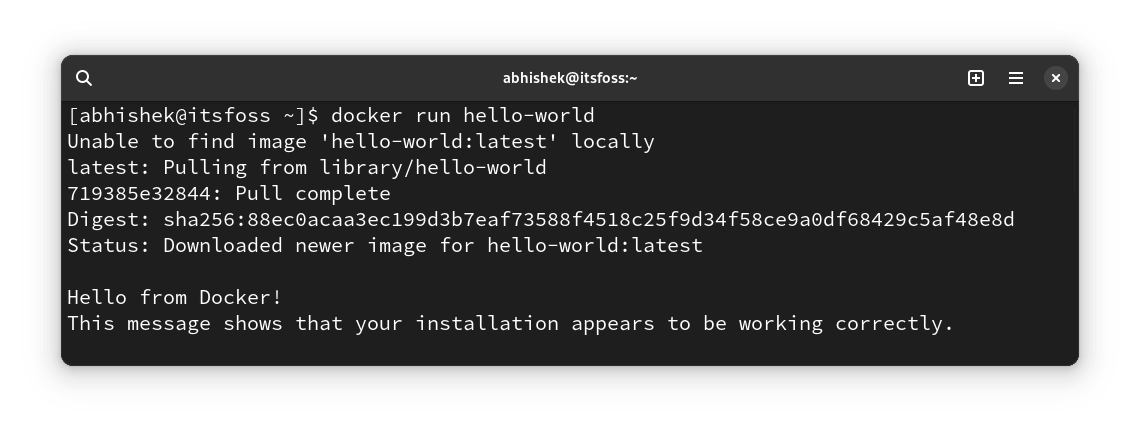 abhishek@itsfoss:~
[abhishek@itsfoss ~]$ docker run hello-world
Unable to find image 'hello-world:latest' locally
latest: Pulling from library/hello-world
719385e32844: Pull complete
Digest: sha256:88ec0acaa3ec199d3b7eaf73588f4518c25f9d34f58ce9a0df68429c5af48e8d
Status: Downloaded newer image for hello-world:latest

Hello from Docker!
This message shows that your installation appears to be working correctly.